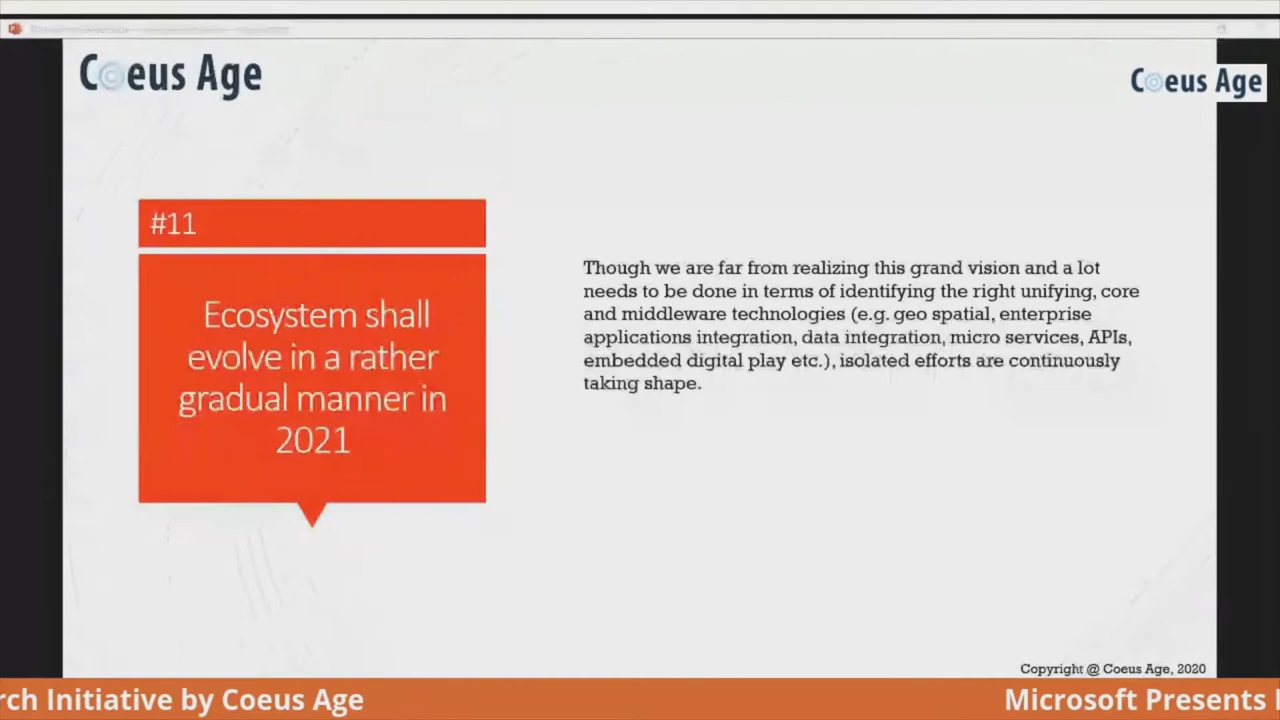 Coeus Age
Coeus Age
#11
Ecosystem shall
evolve in a rather
gradual manner in
2021
Though we are far from realizing this grand vision and a lot
needs to be done in terms of identifying the right unifying, core
and middleware technologies (e.g. geo spatial, enterprise
applications integration, data integration, micro services, APIs,
embedded digital play etc.), isolated efforts are continuously
taking shape.
Copyright @ Coeus Age, 2020
rch Initiative by Coeus Age
Microsoft Presents